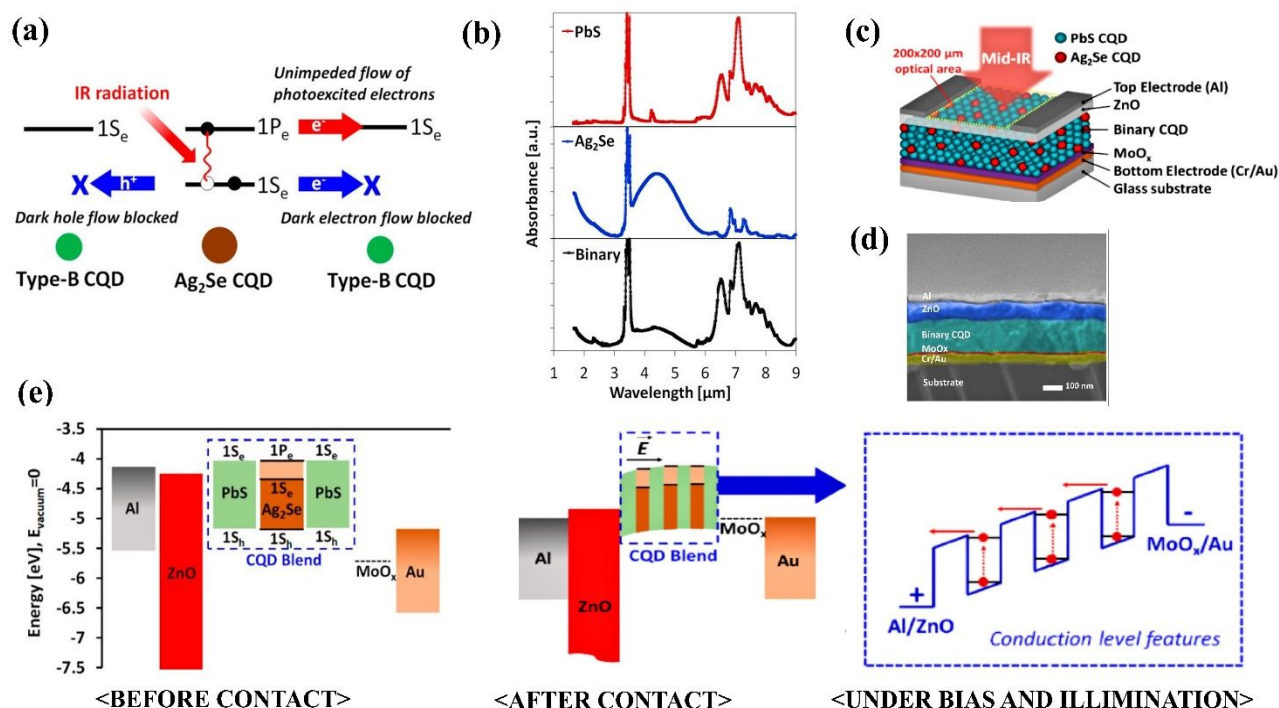 (a)
IR radiation
Unimpeded flow of
photoexcited electrons
1Sₑ
1Pₑ
e⁻
1Sₑ
X
h⁺
1Sₑ
e⁻
X
Dark hole flow blocked
Dark electron flow blocked
Type-B CQD
Ag₂Se CQD
Type-B CQD
(b)
PbS
Ag₂Se
Binary
Absorbance [a.u.]
1 2 3 4 5 6 7 8 9
Wavelength [µm]
(c)
PbS CQD
Ag₂Se CQD
200x200 µm
optical area
Mid-IR
Top Electrode (Al)
ZnO
Binary CQD
MoOₓ
Bottom Electrode (Cr/Au)
Glass substrate
(d)
Al
ZnO
Binary CQD
MoOx
Cr/Au
Substrate
100 nm
(e)
Energy [eV], Eᵥₐcᵤᵤₘ=0
-3.5
-4
-4.5
-5
-5.5
-6
-6.5
-7
-7.5
Al
ZnO
1Sₑ 1Pₑ 1Sₑ
PbS
1Sₑ
Ag₂Se
PbS
1Sₕ 1Sₕ 1Sₕ
CQD Blend
MoOₓ
Au
<BEFORE CONTACT>
E
Al
ZnO
CQD Blend
MoOₓ
Au
<AFTER CONTACT>
+
Al/ZnO
-
MoOₓ/Au
Conduction level features
<UNDER BIAS AND ILLIMINATION>